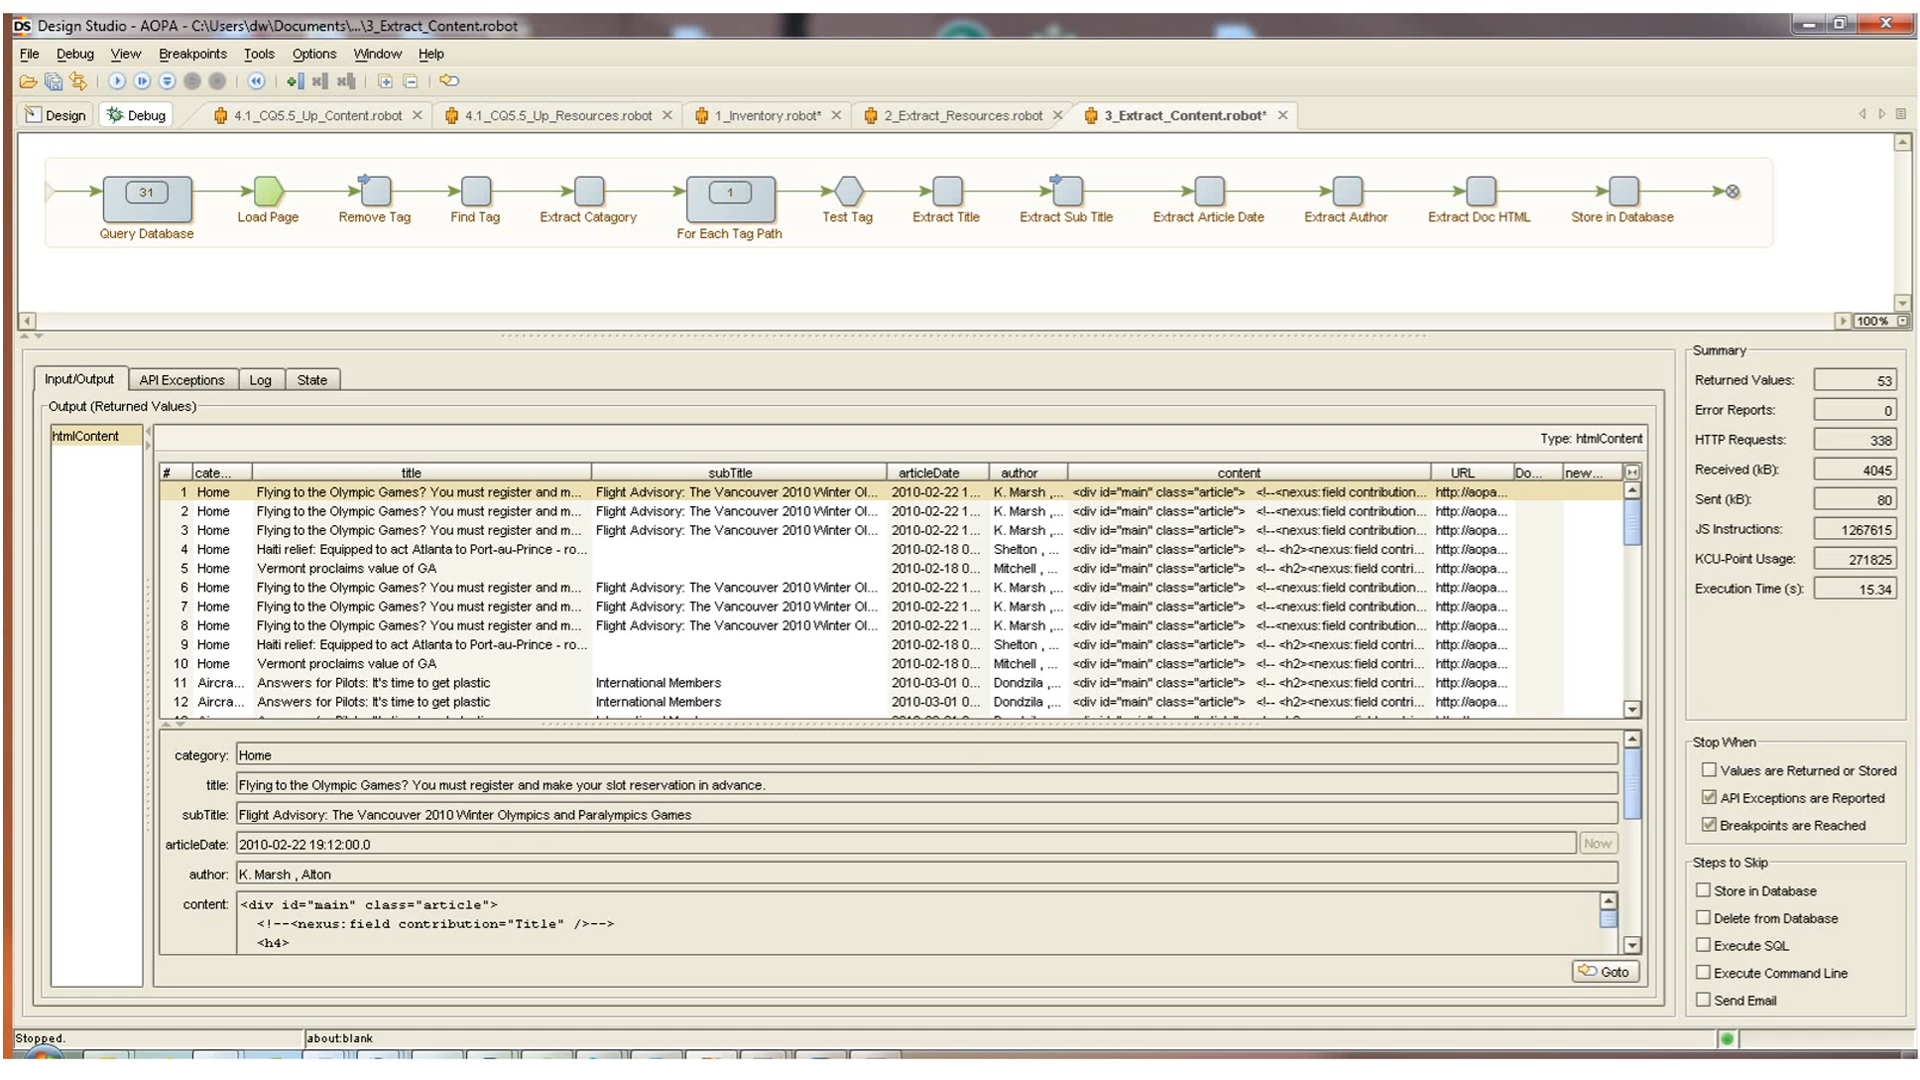 DS Design Studio - AOPA - C:\Users\dw\Documents\...\3_Extract_Content.robot
File Debug View Breakpoints Tools Options Window Help
Design Debug 4.1_CQ5.5_Up_Content.robot 4.1_CQ5.5_Up_Resources.robot 1_Inventory.robot* 2_Extract_Resources.robot 3_Extract_Content.robot*
31 1
Load Page Remove Tag Find Tag Extract Catagory Test Tag Extract Title Extract Sub Title Extract Article Date Extract Author Extract Doc HTML Store in Database
Query Database For Each Tag Path
100%
Input/Output API Exceptions Log State
Output (Returned Values)
htmlContent
Type: htmlContent
# cate... title subTitle articleDate author content URL Do... new...
1 Home Flying to the Olympic Games? You must register and m... Flight Advisory: The Vancouver 2010 Winter Ol... 2010-02-22 1... K. Marsh ,... <div id="main" class="article"> <!--<nexus:field contribution... http://aopa...
2 Home Flying to the Olympic Games? You must register and m... Flight Advisory: The Vancouver 2010 Winter Ol... 2010-02-22 1... K. Marsh ,... <div id="main" class="article"> <!--<nexus:field contribution... http://aopa...
3 Home Flying to the Olympic Games? You must register and m... Flight Advisory: The Vancouver 2010 Winter Ol... 2010-02-22 1... K. Marsh ,... <div id="main" class="article"> <!--<nexus:field contribution... http://aopa...
4 Home Haiti relief: Equipped to act Atlanta to Port-au-Prince - ro... 2010-02-18 0... Shelton , ... <div id="main" class="article"> <!-- <h2><nexus:field contri... http://aopa...
5 Home Vermont proclaims value of GA 2010-02-18 0... Mitchell , ... <div id="main" class="article"> <!-- <h2><nexus:field contri... http://aopa...
6 Home Flying to the Olympic Games? You must register and m... Flight Advisory: The Vancouver 2010 Winter Ol... 2010-02-22 1... K. Marsh ,... <div id="main" class="article"> <!--<nexus:field contribution... http://aopa...
7 Home Flying to the Olympic Games? You must register and m... Flight Advisory: The Vancouver 2010 Winter Ol... 2010-02-22 1... K. Marsh ,... <div id="main" class="article"> <!--<nexus:field contribution... http://aopa...
8 Home Flying to the Olympic Games? You must register and m... Flight Advisory: The Vancouver 2010 Winter Ol... 2010-02-22 1... K. Marsh ,... <div id="main" class="article"> <!--<nexus:field contribution... http://aopa...
9 Home Haiti relief: Equipped to act Atlanta to Port-au-Prince - ro... 2010-02-18 0... Shelton , ... <div id="main" class="article"> <!-- <h2><nexus:field contri... http://aopa...
10 Home Vermont proclaims value of GA 2010-02-18 0... Mitchell , ... <div id="main" class="article"> <!-- <h2><nexus:field contri... http://aopa...
11 Aircra... Answers for Pilots: It's time to get plastic International Members 2010-03-01 0... Dondzila ,... <div id="main" class="article"> <!-- <h2><nexus:field contri... http://aopa...
12 Aircra... Answers for Pilots: It's time to get plastic International Members 2010-03-01 0... Dondzila ,... <div id="main" class="article"> <!-- <h2><nexus:field contri... http://aopa...
category: Home
title: Flying to the Olympic Games? You must register and make your slot reservation in advance.
subTitle: Flight Advisory: The Vancouver 2010 Winter Olympics and Paralympics Games
articleDate: 2010-02-22 19:12:00.0 Now
author: K. Marsh , Alton
content: <div id="main" class="article">
<!--<nexus:field contribution="Title" />-->
<h4>
Goto
Summary
Returned Values: 53
Error Reports: 0
HTTP Requests: 338
Received (kB): 4045
Sent (kB): 80
JS Instructions: 1267615
KCU-Point Usage: 271825
Execution Time (s): 15.34
Stop When
Values are Returned or Stored
API Exceptions are Reported
Breakpoints are Reached
Steps to Skip
Store in Database
Delete from Database
Execute SQL
Execute Command Line
Send Email
Stopped. about:blank